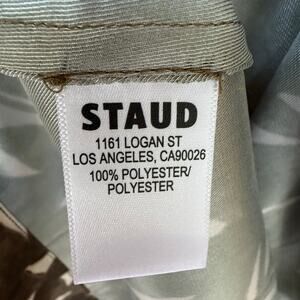 STAUD
1161 LOGAN ST
LOS ANGELES, CA90026
100% POLYESTER/
POLYESTER